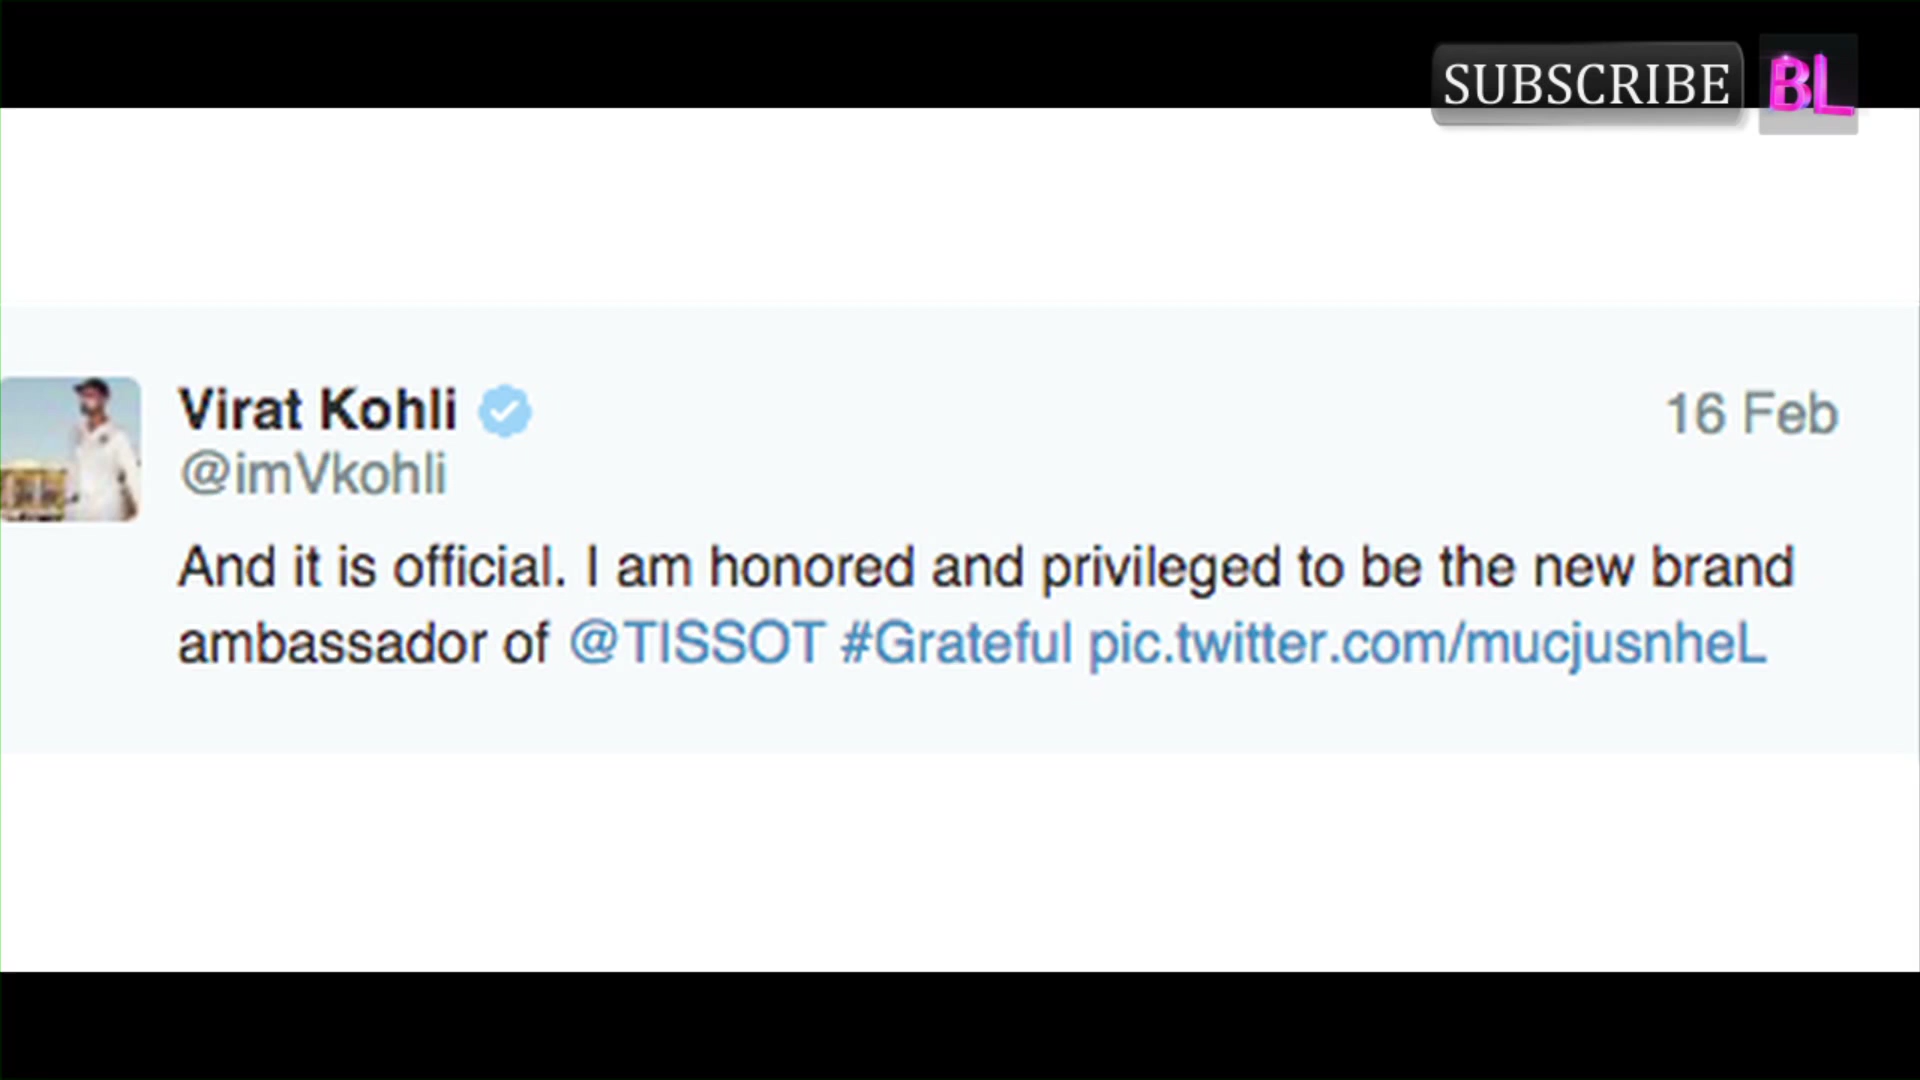 SUBSCRIBE BL
Virat Kohli 16 Feb
@imVkohli
And it is official. I am honored and privileged to be the new brand
ambassador of @TISSOT #Grateful pic.twitter.com/mucjusnheL